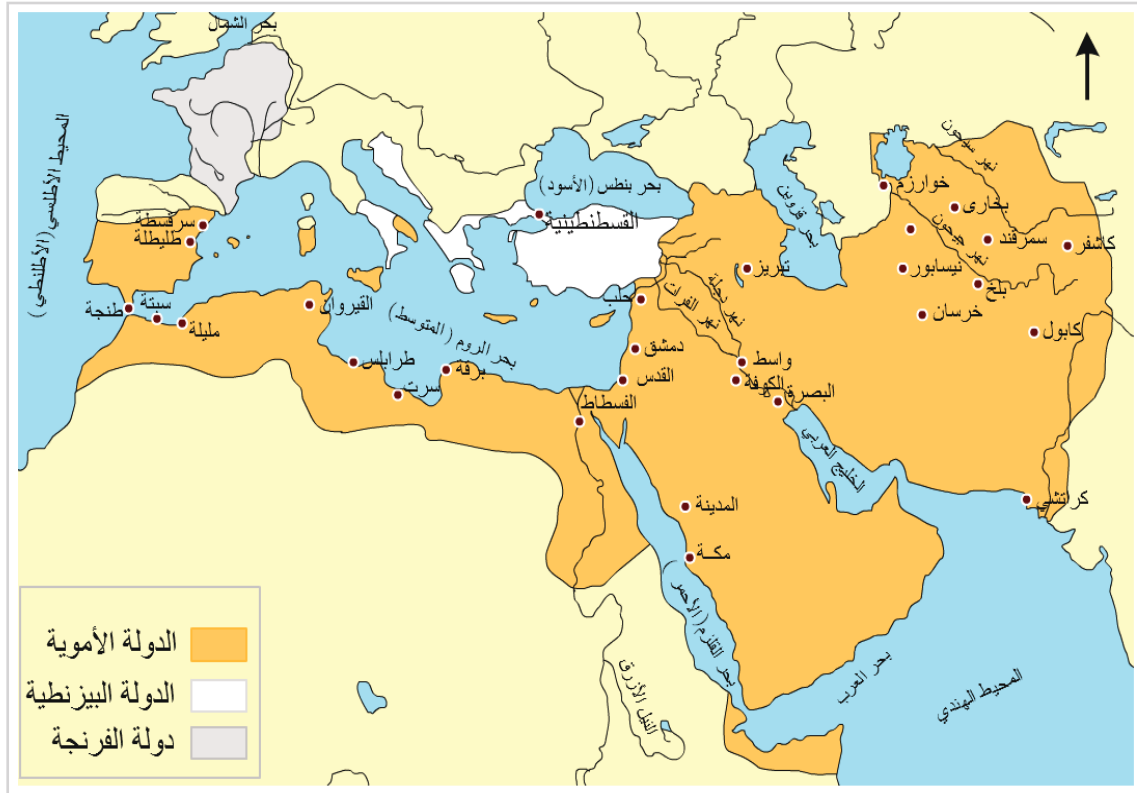 بحر الشمال
المحيط الأطلسي (الأطلنطي)
نهر سيحون
خوارزم
بخارى
سمرقند
كاشغر
نهر جيحون
نيسابور
بلخ
خرسان
كابول
بحر قزوين
بحر بنطس (الأسود)
القسطنطينية
تبريز
سرقسطة
طليطلة
سبتة
طنجة
مليلة
القيروان
بحر الروم (المتوسط)
طرابلس
سرت
برقة
حلب
نهر دجلة
نهر الفرات
دمشق
القدس
واسط
الكوفة
البصرة
الفسطاط
الخليج العربي
كراتشي
المدينة
مكـة
بحر القلزم (الأحمر)
النيل الأزرق
بحر العرب
المحيط الهندي
الدولة الأموية
الدولة البيزنطية
دولة الفرنجة